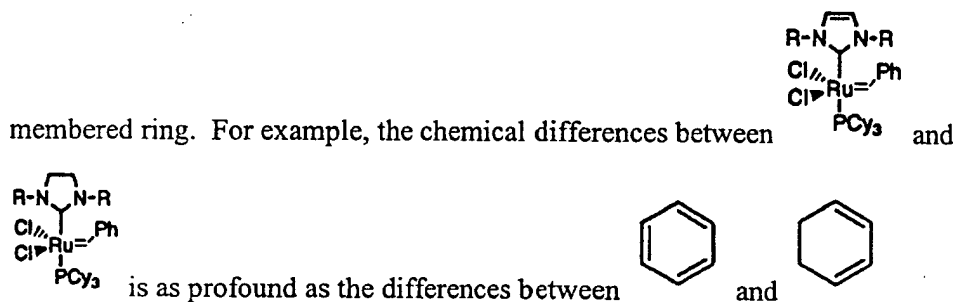 R-N N-R
Cl Ph
Cl Ru
PCy3
membered ring. For example, the chemical differences between and
R-N N-R
Cl Ph
Cl Ru
PCy3
is as profound as the differences between and